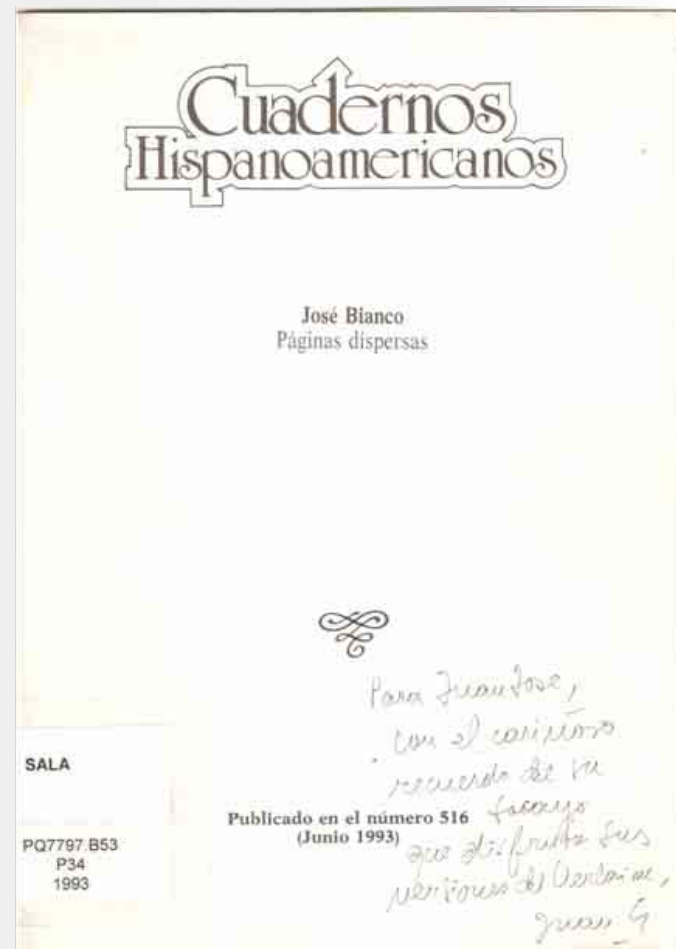 Cuadernos
Hispanoamericanos
José Bianco
Páginas dispersas
Para Juan José,
con el cariñoso
recuerdo de su
que disfruta sus
versiones de Verlaine,
Juan G
SALA
PQ7797.B53
P34
1993
Publicado en el número 516
(Junio 1993)